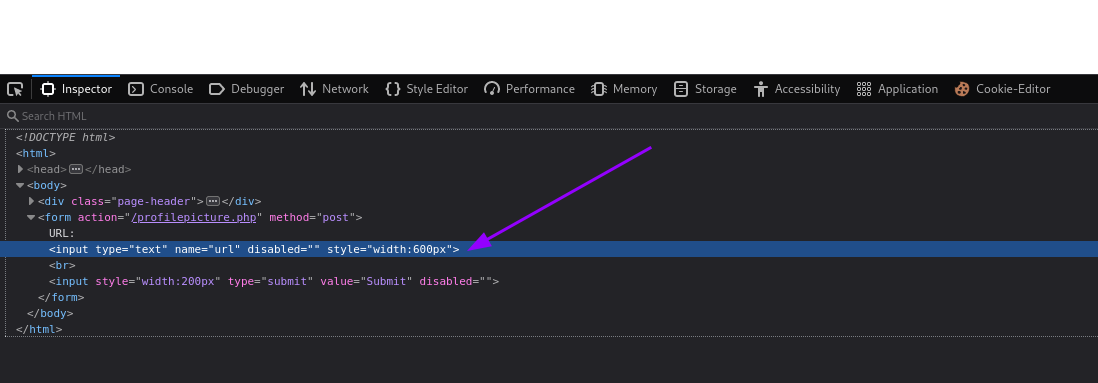 Inspector Console Debugger Network Style Editor Performance Memory Storage Accessibility Application Cookie-Editor
Search HTML
<!DOCTYPE html>
<html>
<head> ••• </head>
<body>
<div class="page-header"> ••• </div>
<form action="/profilepicture.php" method="post">
URL:
<input type="text" name="url" disabled="" style="width:600px">
<br>
<input style="width:200px" type="submit" value="Submit" disabled="">
</form>
</body>
</html>